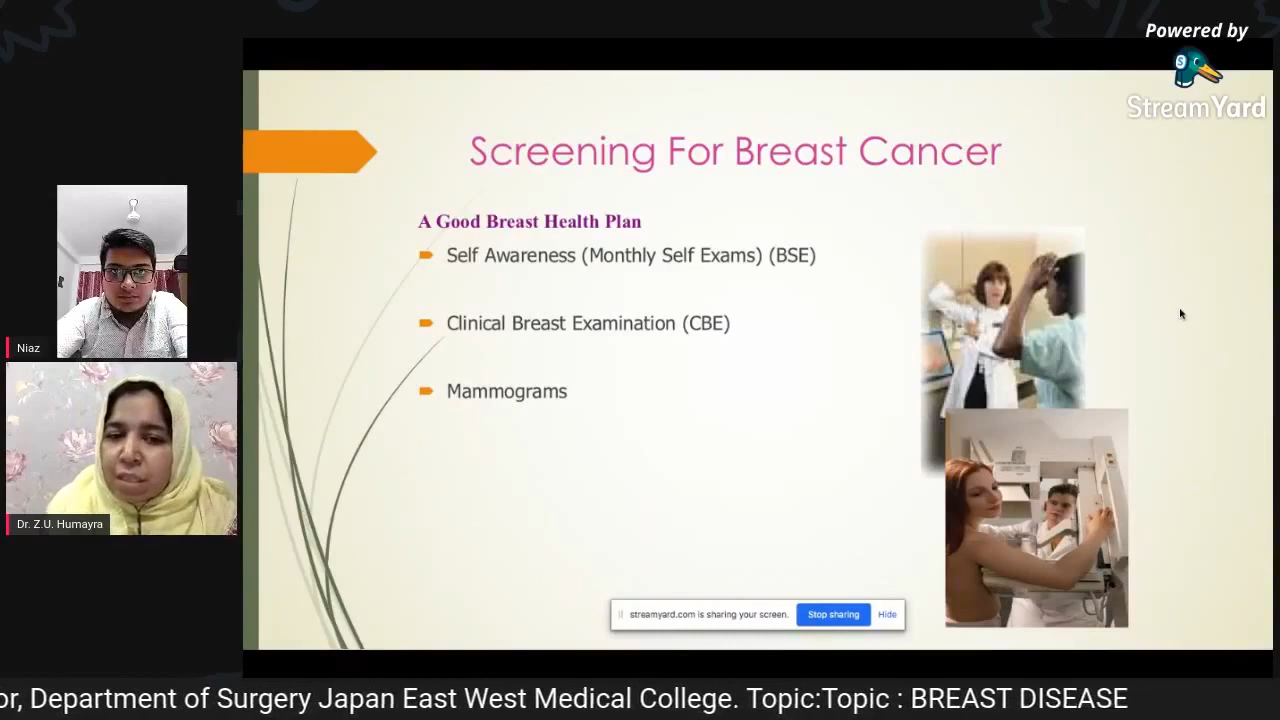 Powered by
StreamYard
Screening For Breast Cancer
A Good Breast Health Plan
Self Awareness (Monthly Self Exams) (BSE)
Clinical Breast Examination (CBE)
Mammograms
Niaz
Dr. Z.U. Humayra
streamyard.com is sharing your screen. Stop sharing Hide
or, Department of Surgery Japan East West Medical College. Topic:Topic : BREAST DISEASE